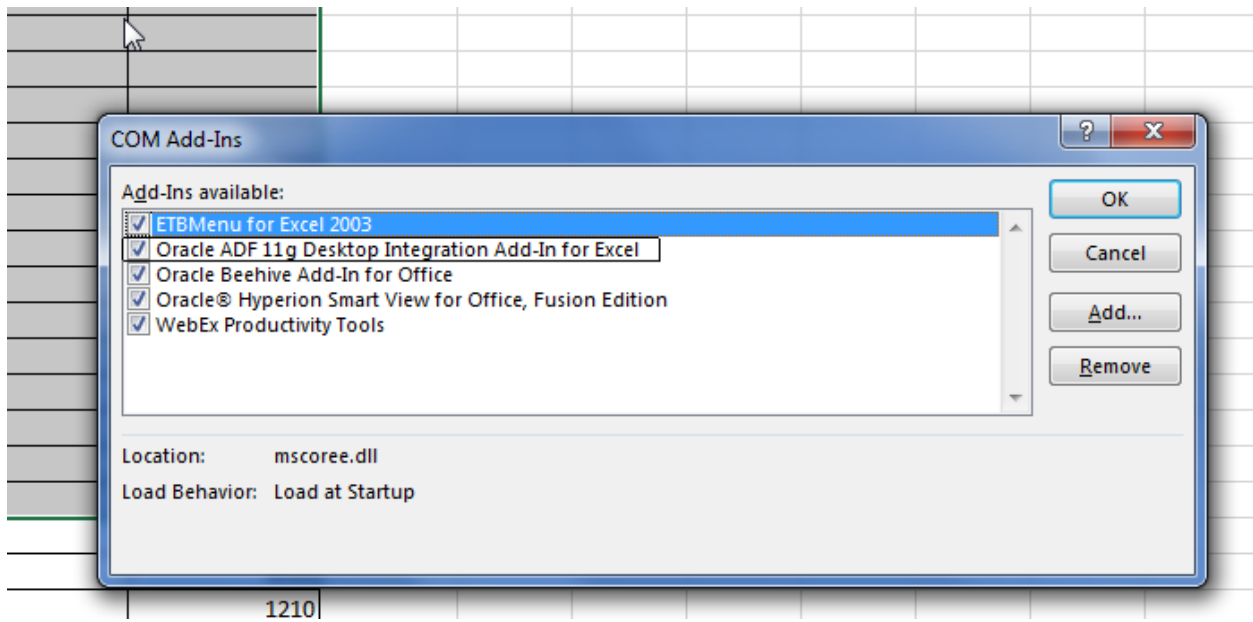 COM Add-Ins
Add-Ins available:
ETBMenu for Excel 2003
Oracle ADF 11g Desktop Integration Add-In for Excel
Oracle Beehive Add-In for Office
Oracle® Hyperion Smart View for Office, Fusion Edition
WebEx Productivity Tools
OK
Cancel
Add...
Remove
Location: mscoree.dll
Load Behavior: Load at Startup
1210